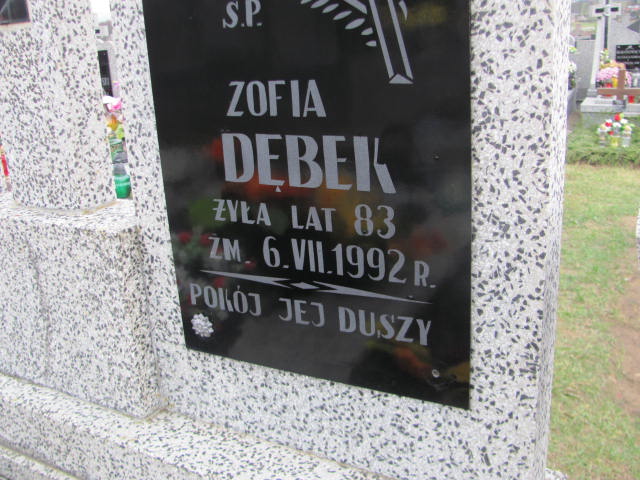 Ś.P.
ZOFIA
DĘBEK
ŻYŁA LAT 83
ZM. 6.VII.1992 R.
POKÓJ JEJ DUSZY